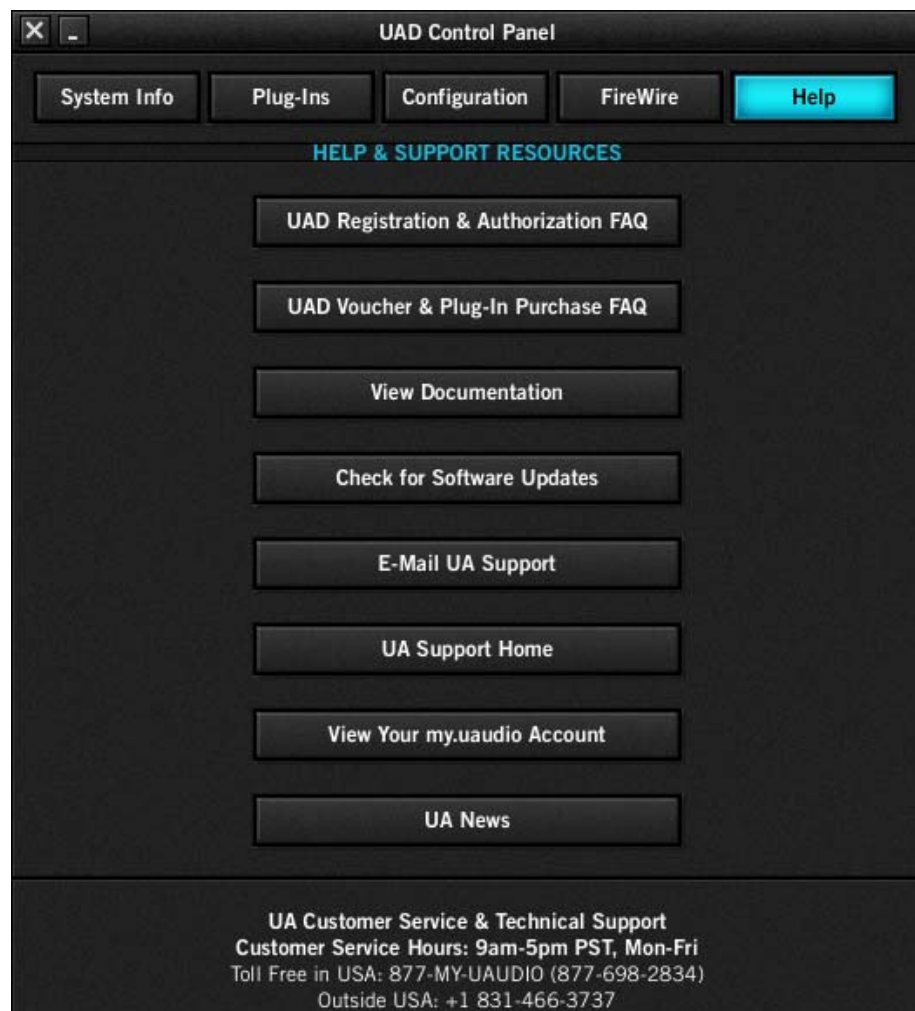 UAD Control Panel
System Info
Plug-Ins
Configuration
FireWire
Help
HELP & SUPPORT RESOURCES
UAD Registration & Authorization FAQ
UAD Voucher & Plug-In Purchase FAQ
View Documentation
Check for Software Updates
E-Mail UA Support
UA Support Home
View Your my.uaudio Account
UA News
UA Customer Service & Technical Support
Customer Service Hours: 9am-5pm PST, Mon-Fri
Toll Free in USA: 877-MY-UAUDIO (877-698-2834)
Outside USA: +1 831-466-3737